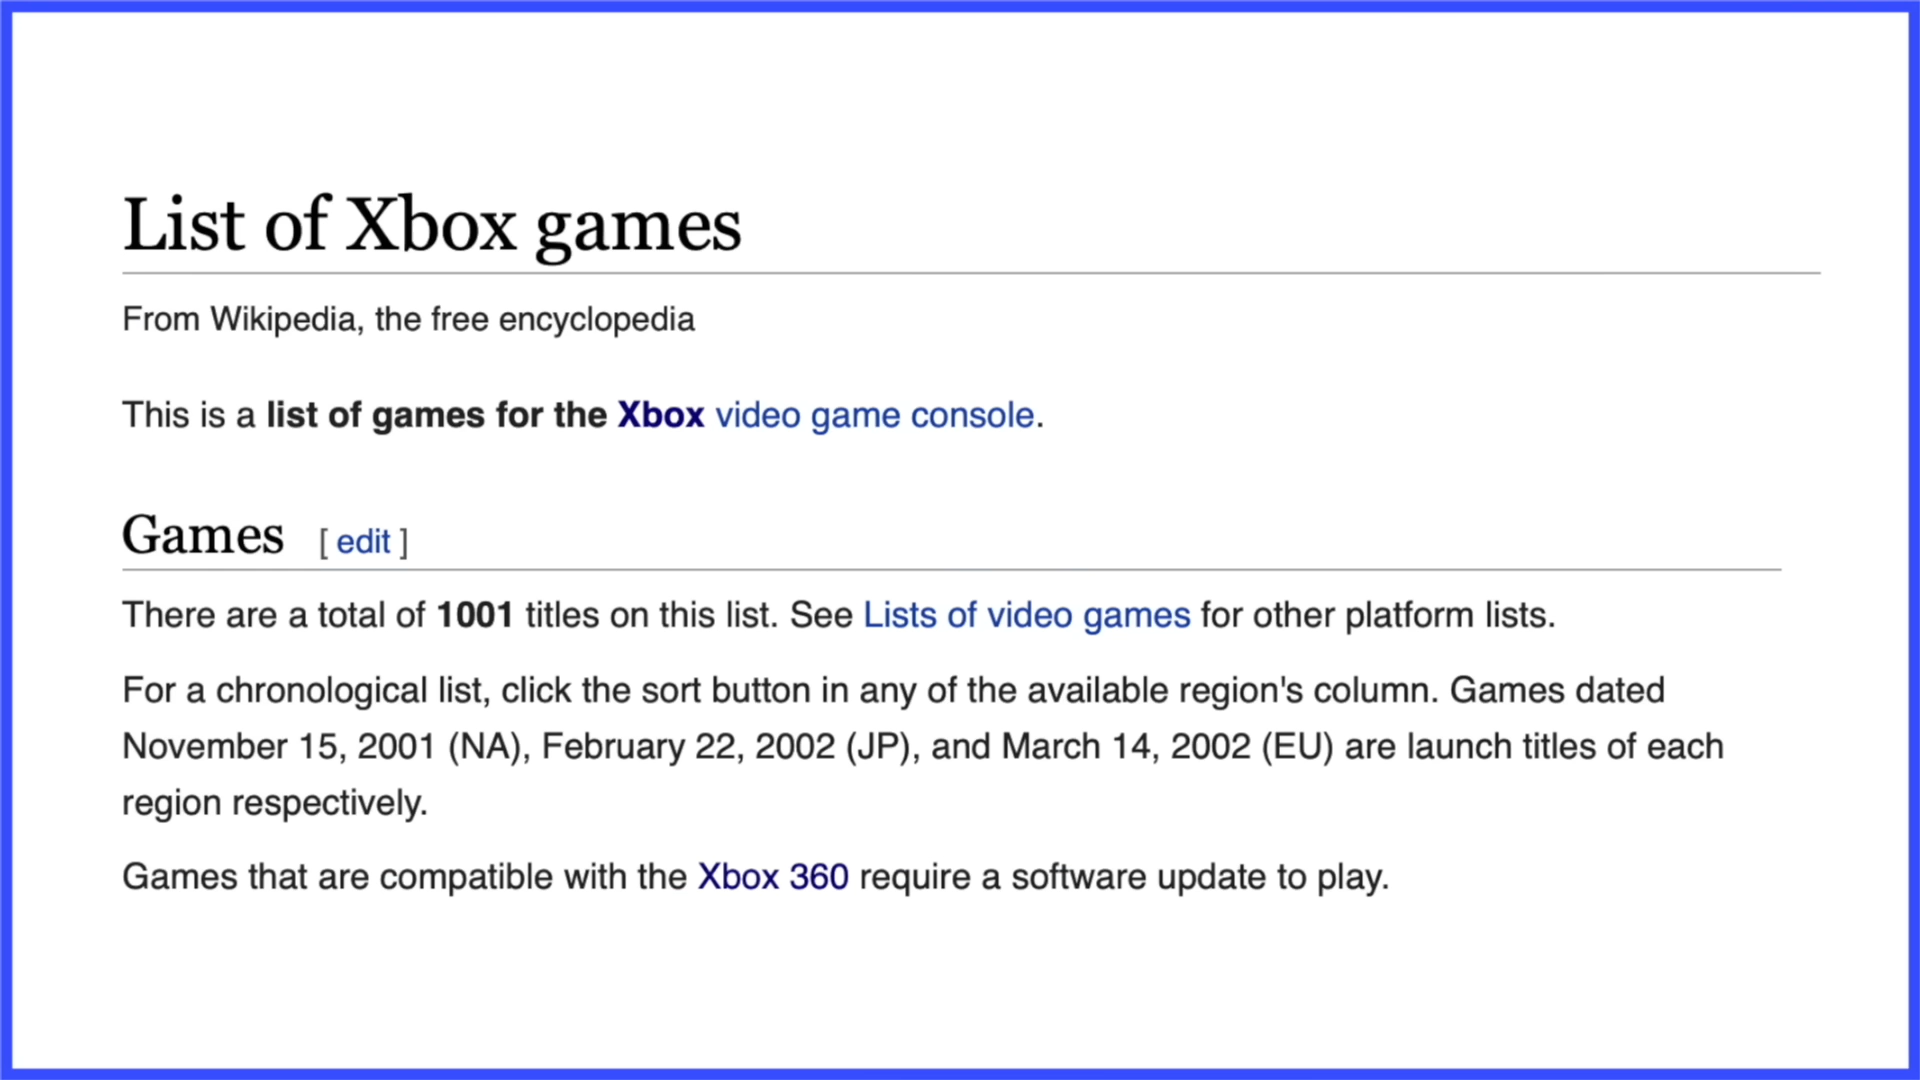 List of Xbox games
From Wikipedia, the free encyclopedia
This is a list of games for the Xbox video game console.
Games [ edit ]
There are a total of 1001 titles on this list. See Lists of video games for other platform lists.
For a chronological list, click the sort button in any of the available region's column. Games dated
November 15, 2001 (NA), February 22, 2002 (JP), and March 14, 2002 (EU) are launch titles of each
region respectively.
Games that are compatible with the Xbox 360 require a software update to play.